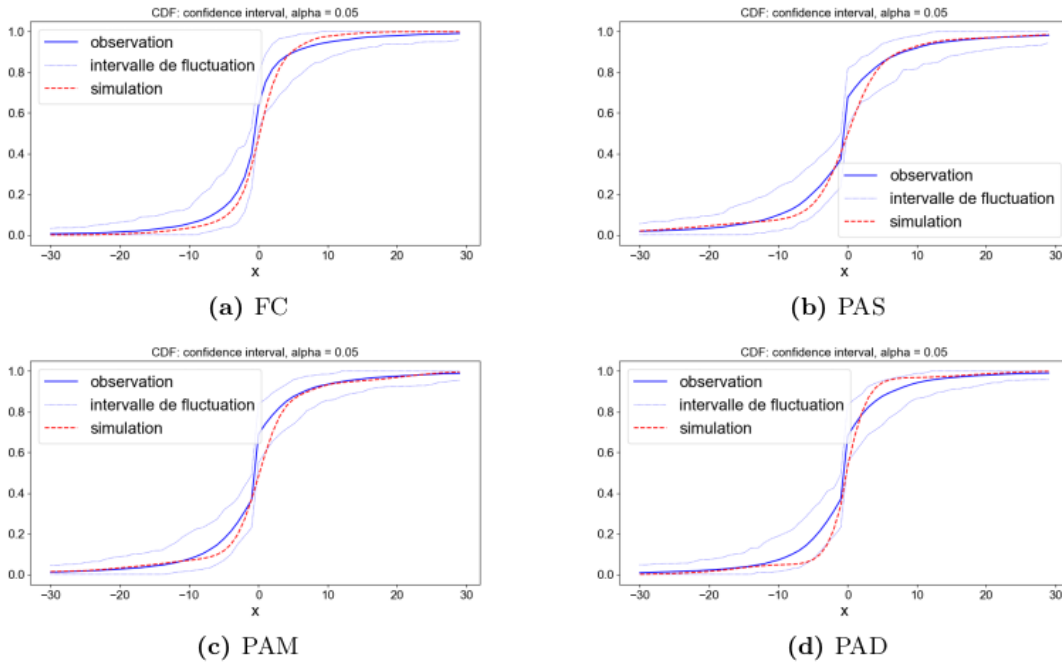 CDF: confidence interval, alpha = 0.05
1.0
0.8
0.6
0.4
0.2
0.0
observation
intervalle de fluctuation
simulation
−30 −20 −10 0 10 20 30
x
(a) FC
CDF: confidence interval, alpha = 0.05
1.0
0.8
0.6
0.4
0.2
0.0
observation
intervalle de fluctuation
simulation
−30 −20 −10 0 10 20 30
x
(b) PAS
CDF: confidence interval, alpha = 0.05
1.0
0.8
0.6
0.4
0.2
0.0
observation
intervalle de fluctuation
simulation
−30 −20 −10 0 10 20 30
x
(c) PAM
CDF: confidence interval, alpha = 0.05
1.0
0.8
0.6
0.4
0.2
0.0
observation
intervalle de fluctuation
simulation
−30 −20 −10 0 10 20 30
x
(d) PAD